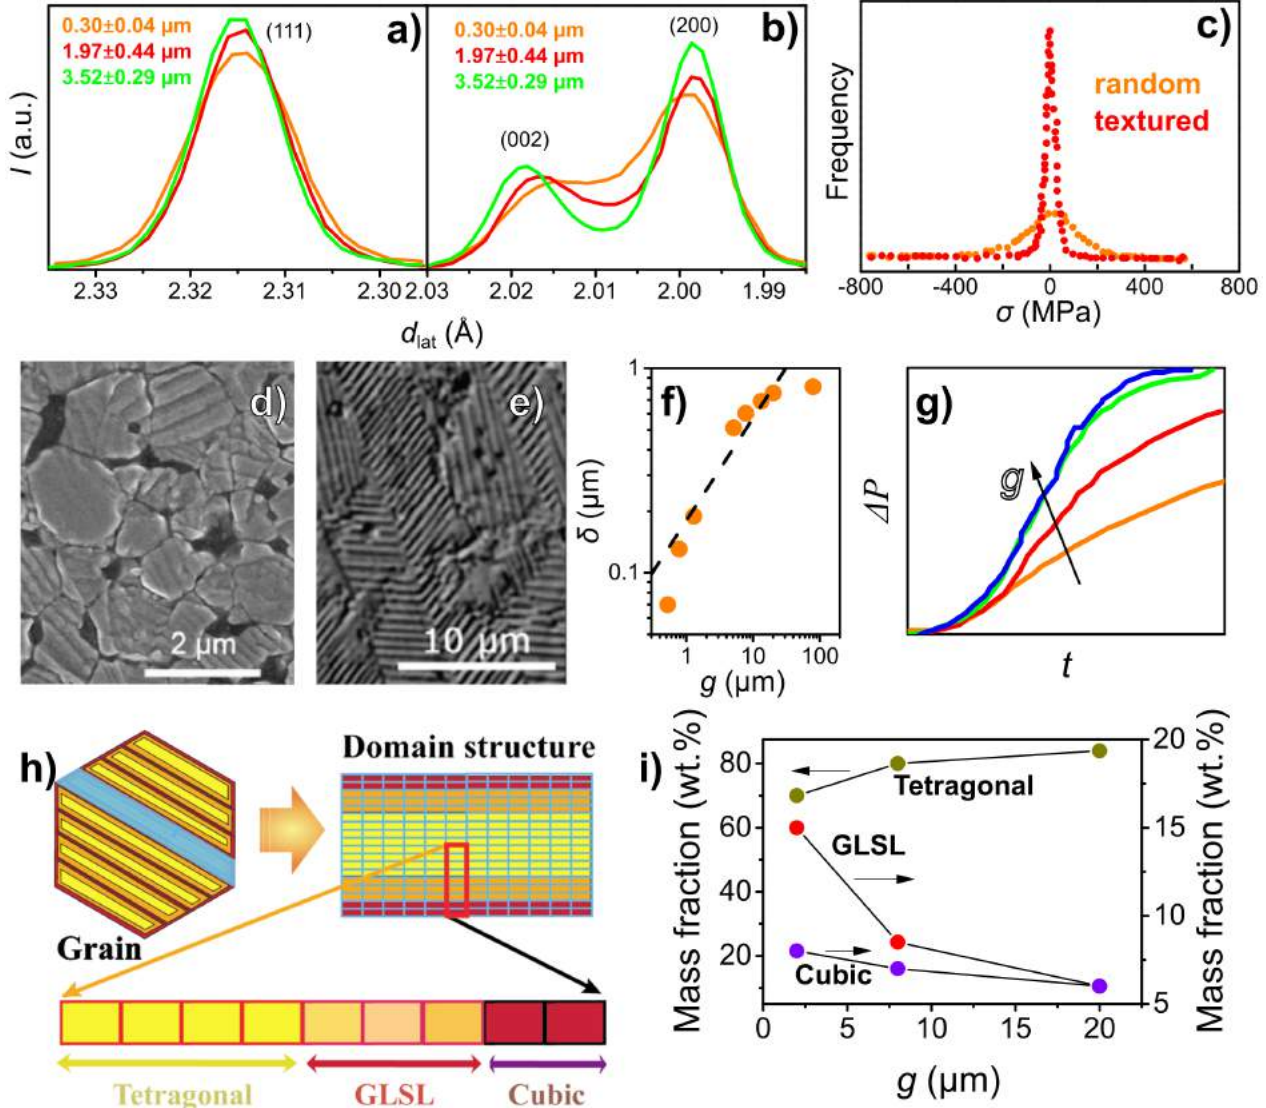 0.30±0.04 µm
1.97±0.44 µm
3.52±0.29 µm
(111)
a)
0.30±0.04 µm
1.97±0.44 µm
3.52±0.29 µm
(002)
(200)
b)
I (a.u.)
2.33
2.32
2.31
2.30
2.03
2.02
2.01
2.00
1.99
d_lat (Å)
c)
random
textured
Frequency
-800
-400
0
400
800
σ (MPa)
d)
2 µm
e)
10 µm
f)
1
0.1
δ (µm)
1
10
100
g (µm)
g)
g
ΔP
t
h)
Domain structure
Grain
Tetragonal
GLSL
Cubic
i)
Mass fraction (wt.%)
80
60
40
20
Tetragonal
GLSL
Cubic
20
15
10
5
Mass fraction (wt.%)
0
5
10
15
20
g (µm)